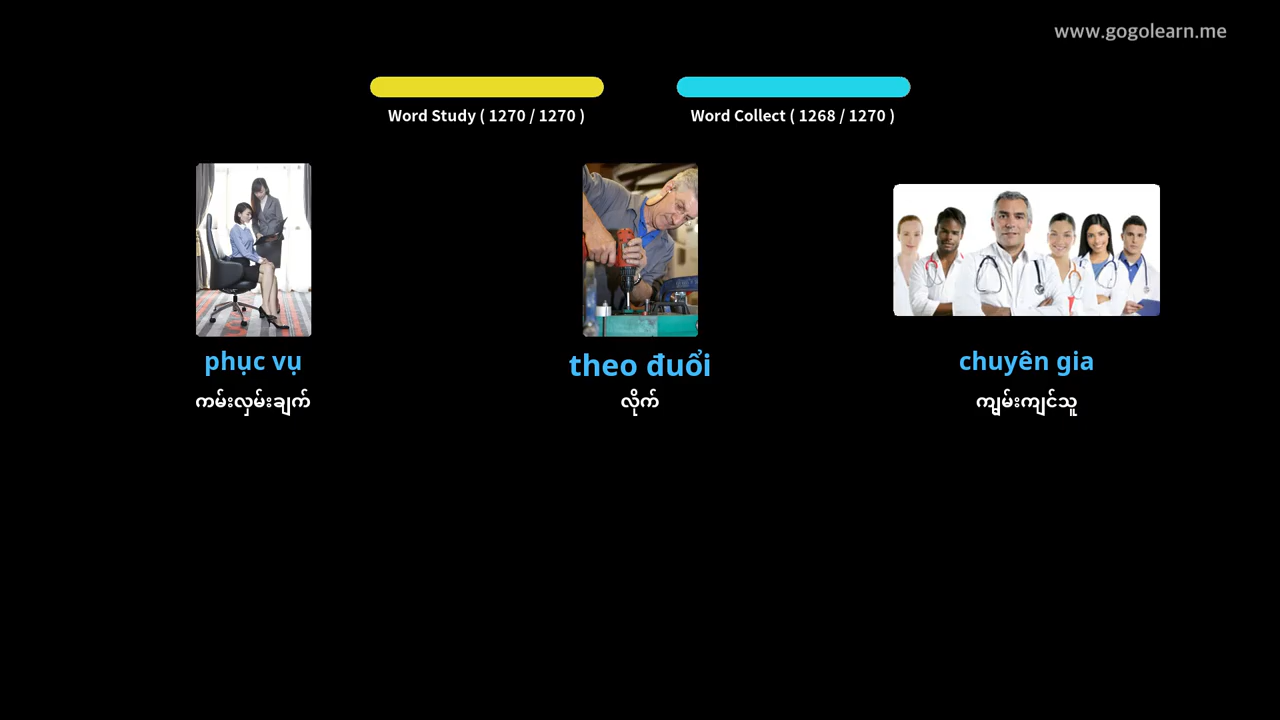 www.gogolearn.me
Word Study ( 1270 / 1270 )
Word Collect ( 1268 / 1270 )
phục vụ
theo đuổi
chuyên gia
ကမ်းလှမ်းချက်
လိုက်
ကျွမ်းကျင်သူ